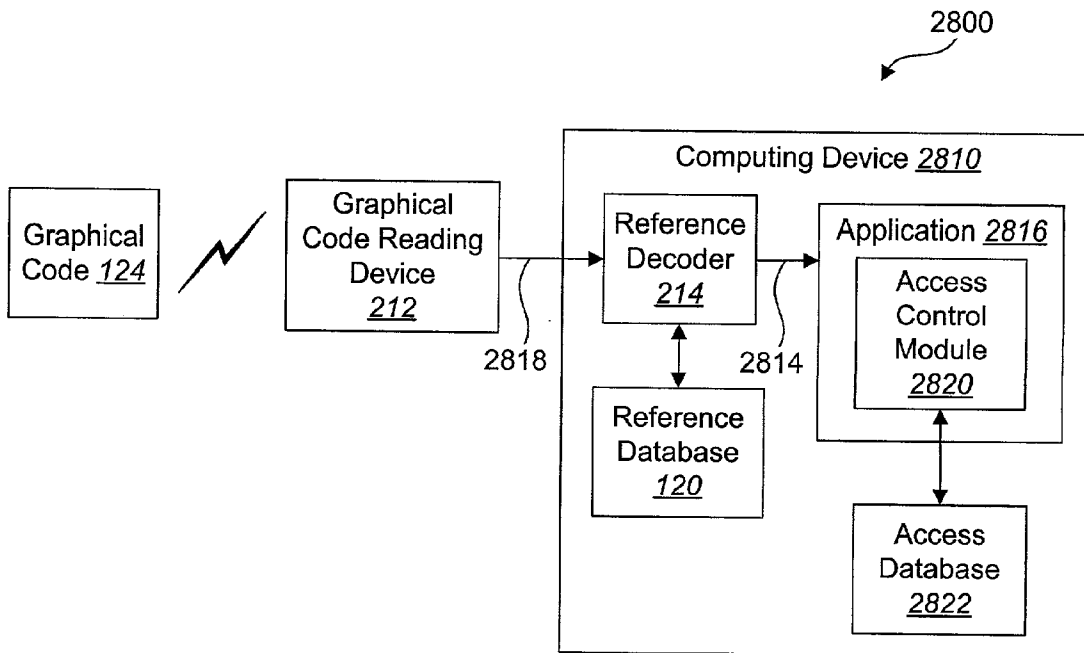 2800
Computing Device 2810
Graphical
Code 124
Graphical
Code Reading
Device
212
2818
Reference
Decoder
214
2814
Reference
Database
120
Application 2816
Access
Control
Module
2820
Access
Database
2822